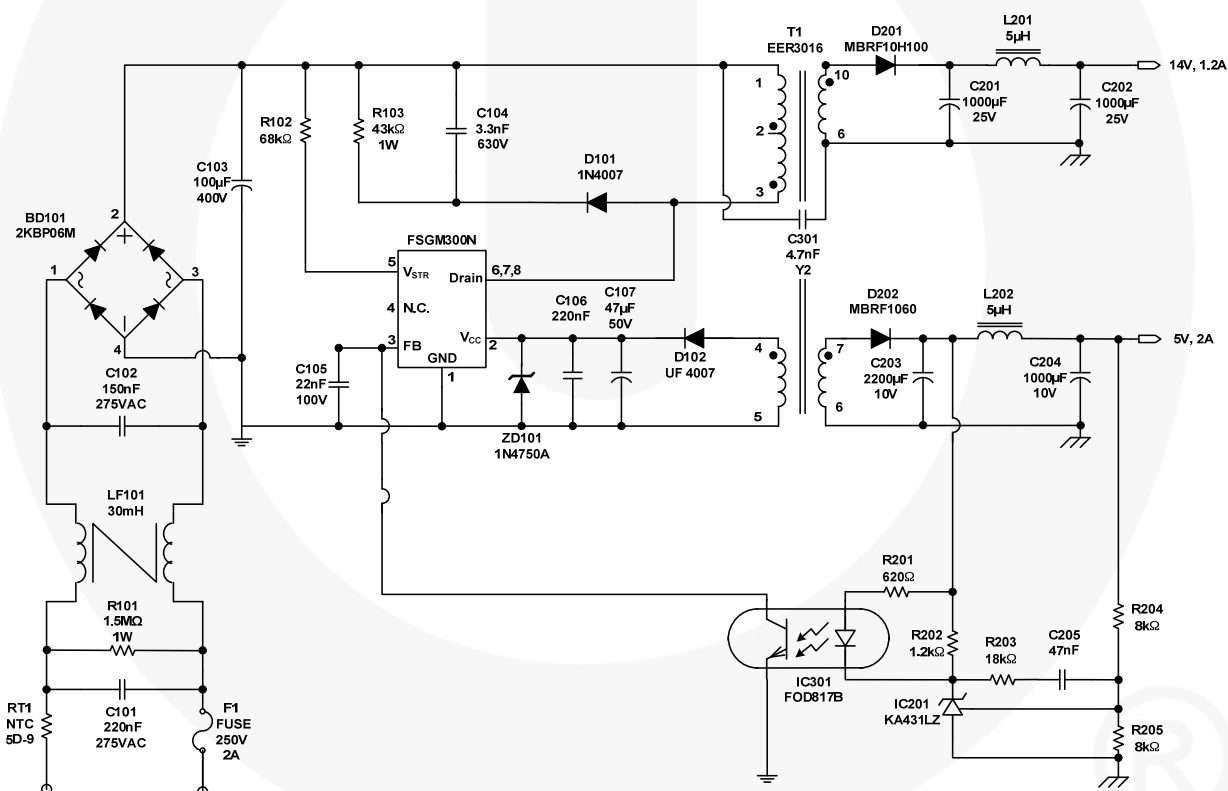 L201
5µH
T1
EER3016
D201
MBRF10H100
14V, 1.2A
1
10
C201
1000µF
25V
C202
1000µF
25V
R102
68kΩ
R103
43kΩ
1W
C104
3.3nF
630V
2
6
C103
100µF
400V
D101
1N4007
3
BD101
2KBP06M
2
C301
4.7nF
Y2
FSGM300N
1
3
5
VSTR
Drain
6,7,8
4
N.C.
C106
220nF
C107
47µF
50V
D202
MBRF1060
L202
5µH
5V, 2A
3
FB
VCC
2
GND
1
4
4
7
D102
UF 4007
C203
2200µF
10V
C204
1000µF
10V
C102
150nF
275VAC
C105
22nF
100V
5
6
ZD101
1N4750A
LF101
30mH
R201
620Ω
R101
1.5MΩ
1W
R202
1.2kΩ
R203
18kΩ
C205
47nF
R204
8kΩ
IC301
FOD817B
IC201
KA431LZ
RT1
NTC
5D-9
C101
220nF
275VAC
F1
FUSE
250V
2A
R205
8kΩ
®